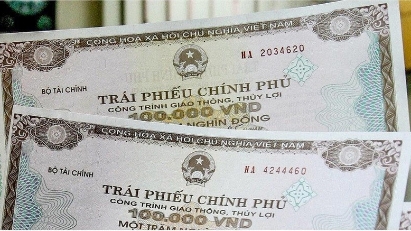 CỘNG HÒA XÃ HỘI CHỦ NGHĨA VIỆT NAM
NA 2034620
BỘ TÀI CHÍNH
TRÁI PHIẾU CHÍNH PHỦ
CÔNG TRÌNH GIAO THÔNG, THỦY LỢI
100.000 VND
NGHÌN ĐỒNG
CỘNG HÒA XÃ HỘI CHỦ NGHĨA VIỆT NAM
NA 4244460
BỘ TÀI CHÍNH
TRÁI PHIẾU CHÍNH PHỦ
CÔNG TRÌNH GIAO THÔNG, THỦY LỢI
100.000 VND
MỘT TRĂM